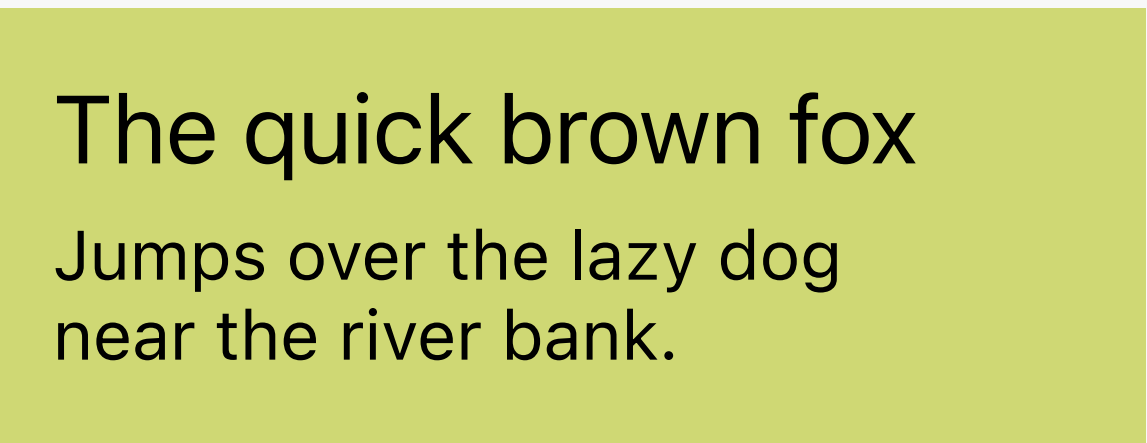 The quick brown fox
Jumps over the lazy dog
near the river bank.